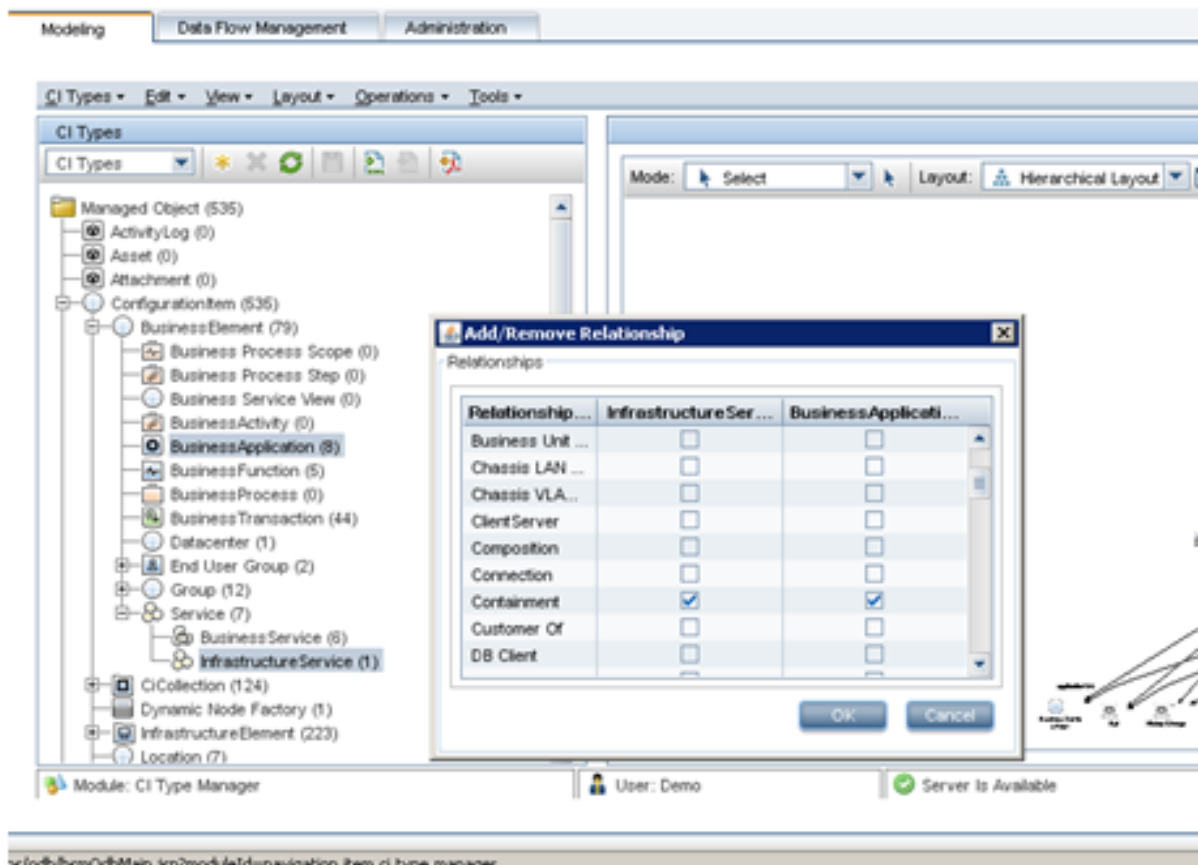 Modeling Data Flow Management Administration
CI Types Edit View Layout Operations Tools
CI Types
CI Types
Mode: Select Layout: Hierarchical Layout
Managed Object (535)
ActivityLog (0)
Asset (0)
Attachment (0)
ConfigurationItem (535)
BusinessElement (79)
Business Process Scope (0)
Business Process Step (0)
Business Service View (0)
BusinessActivity (0)
BusinessApplication (8)
BusinessFunction (5)
BusinessProcess (0)
BusinessTransaction (44)
Datacenter (1)
End User Group (2)
Group (12)
Service (7)
BusinessService (6)
InfrastructureService (1)
CiCollection (124)
Dynamic Node Factory (1)
InfrastructureElement (223)
Location (7)
Add/Remove Relationship
Relationships
Relationship... InfrastructureSer... BusinessApplicati...
Business Unit ...
Chassis LAN ...
Chassis VLA...
ClientServer
Composition
Connection
Containment
Customer Of
DB Client
OK Cancel
Module: CI Type Manager User: Demo Server Is Available